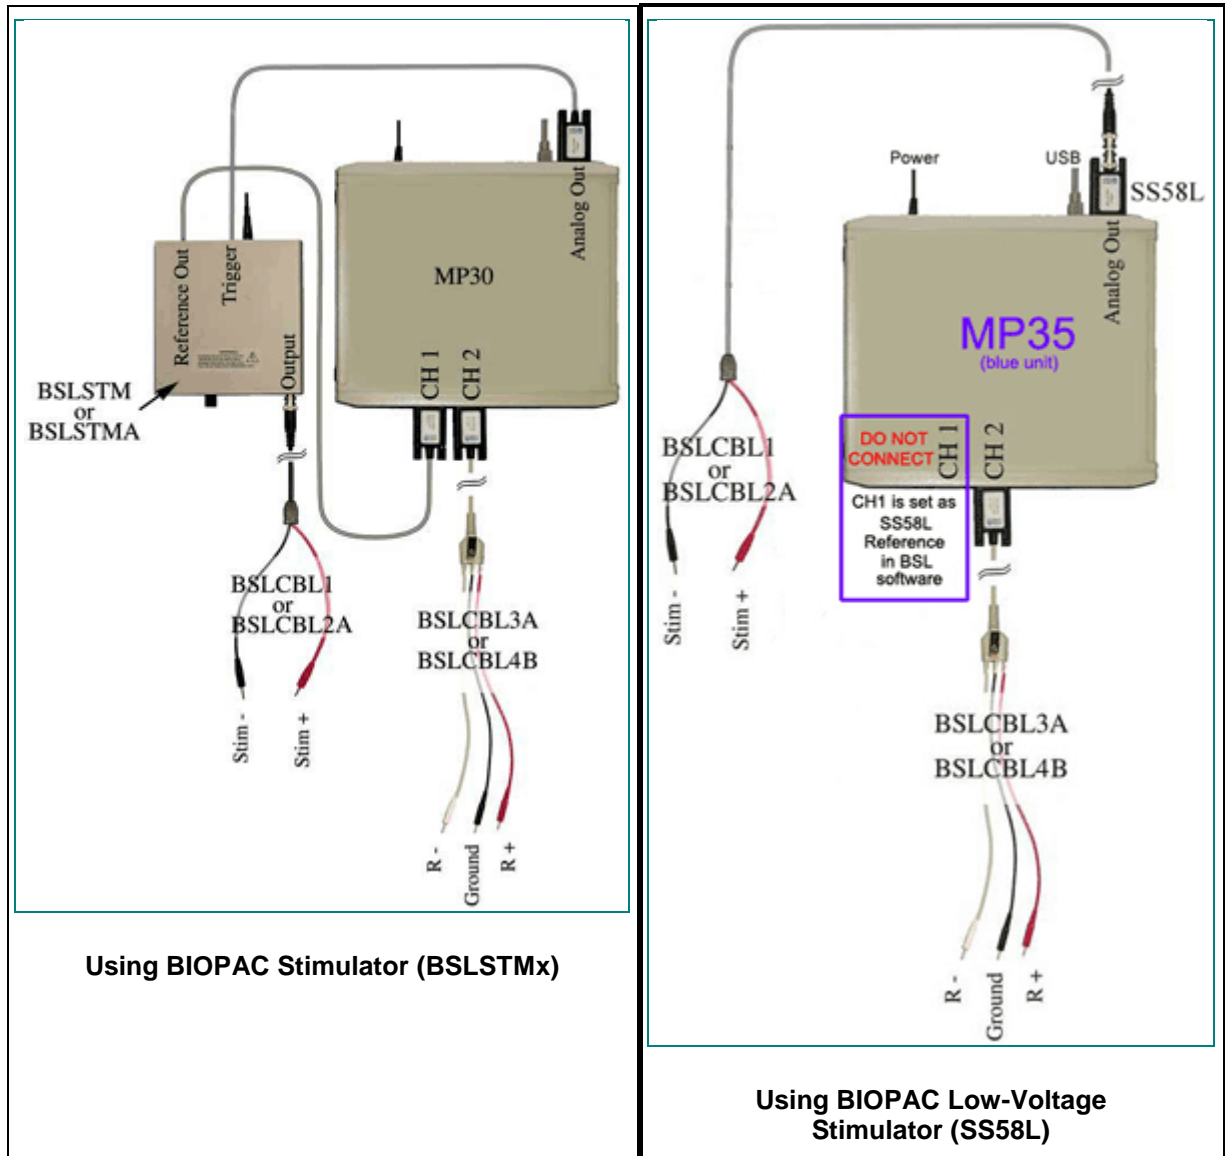 Analog Out
Reference Out
Trigger
MP30
Output
CH 1
CH 2
BSLSTM
or
BSLSTMA
BSLCBL1
or
BSLCBL2A
Stim -
Stim +
BSLCBL3A
or
BSLCBL4B
R -
Ground
R +
Using BIOPAC Stimulator (BSLSTMx)
Power
USB
SS58L
Analog Out
MP35
(blue unit)
DO NOT
CONNECT
CH 1
CH 2
CH1 is set as
SS58L
Reference
in BSL
software
BSLCBL1
or
BSLCBL2A
Stim -
Stim +
BSLCBL3A
or
BSLCBL4B
R -
Ground
R +
Using BIOPAC Low-Voltage
Stimulator (SS58L)